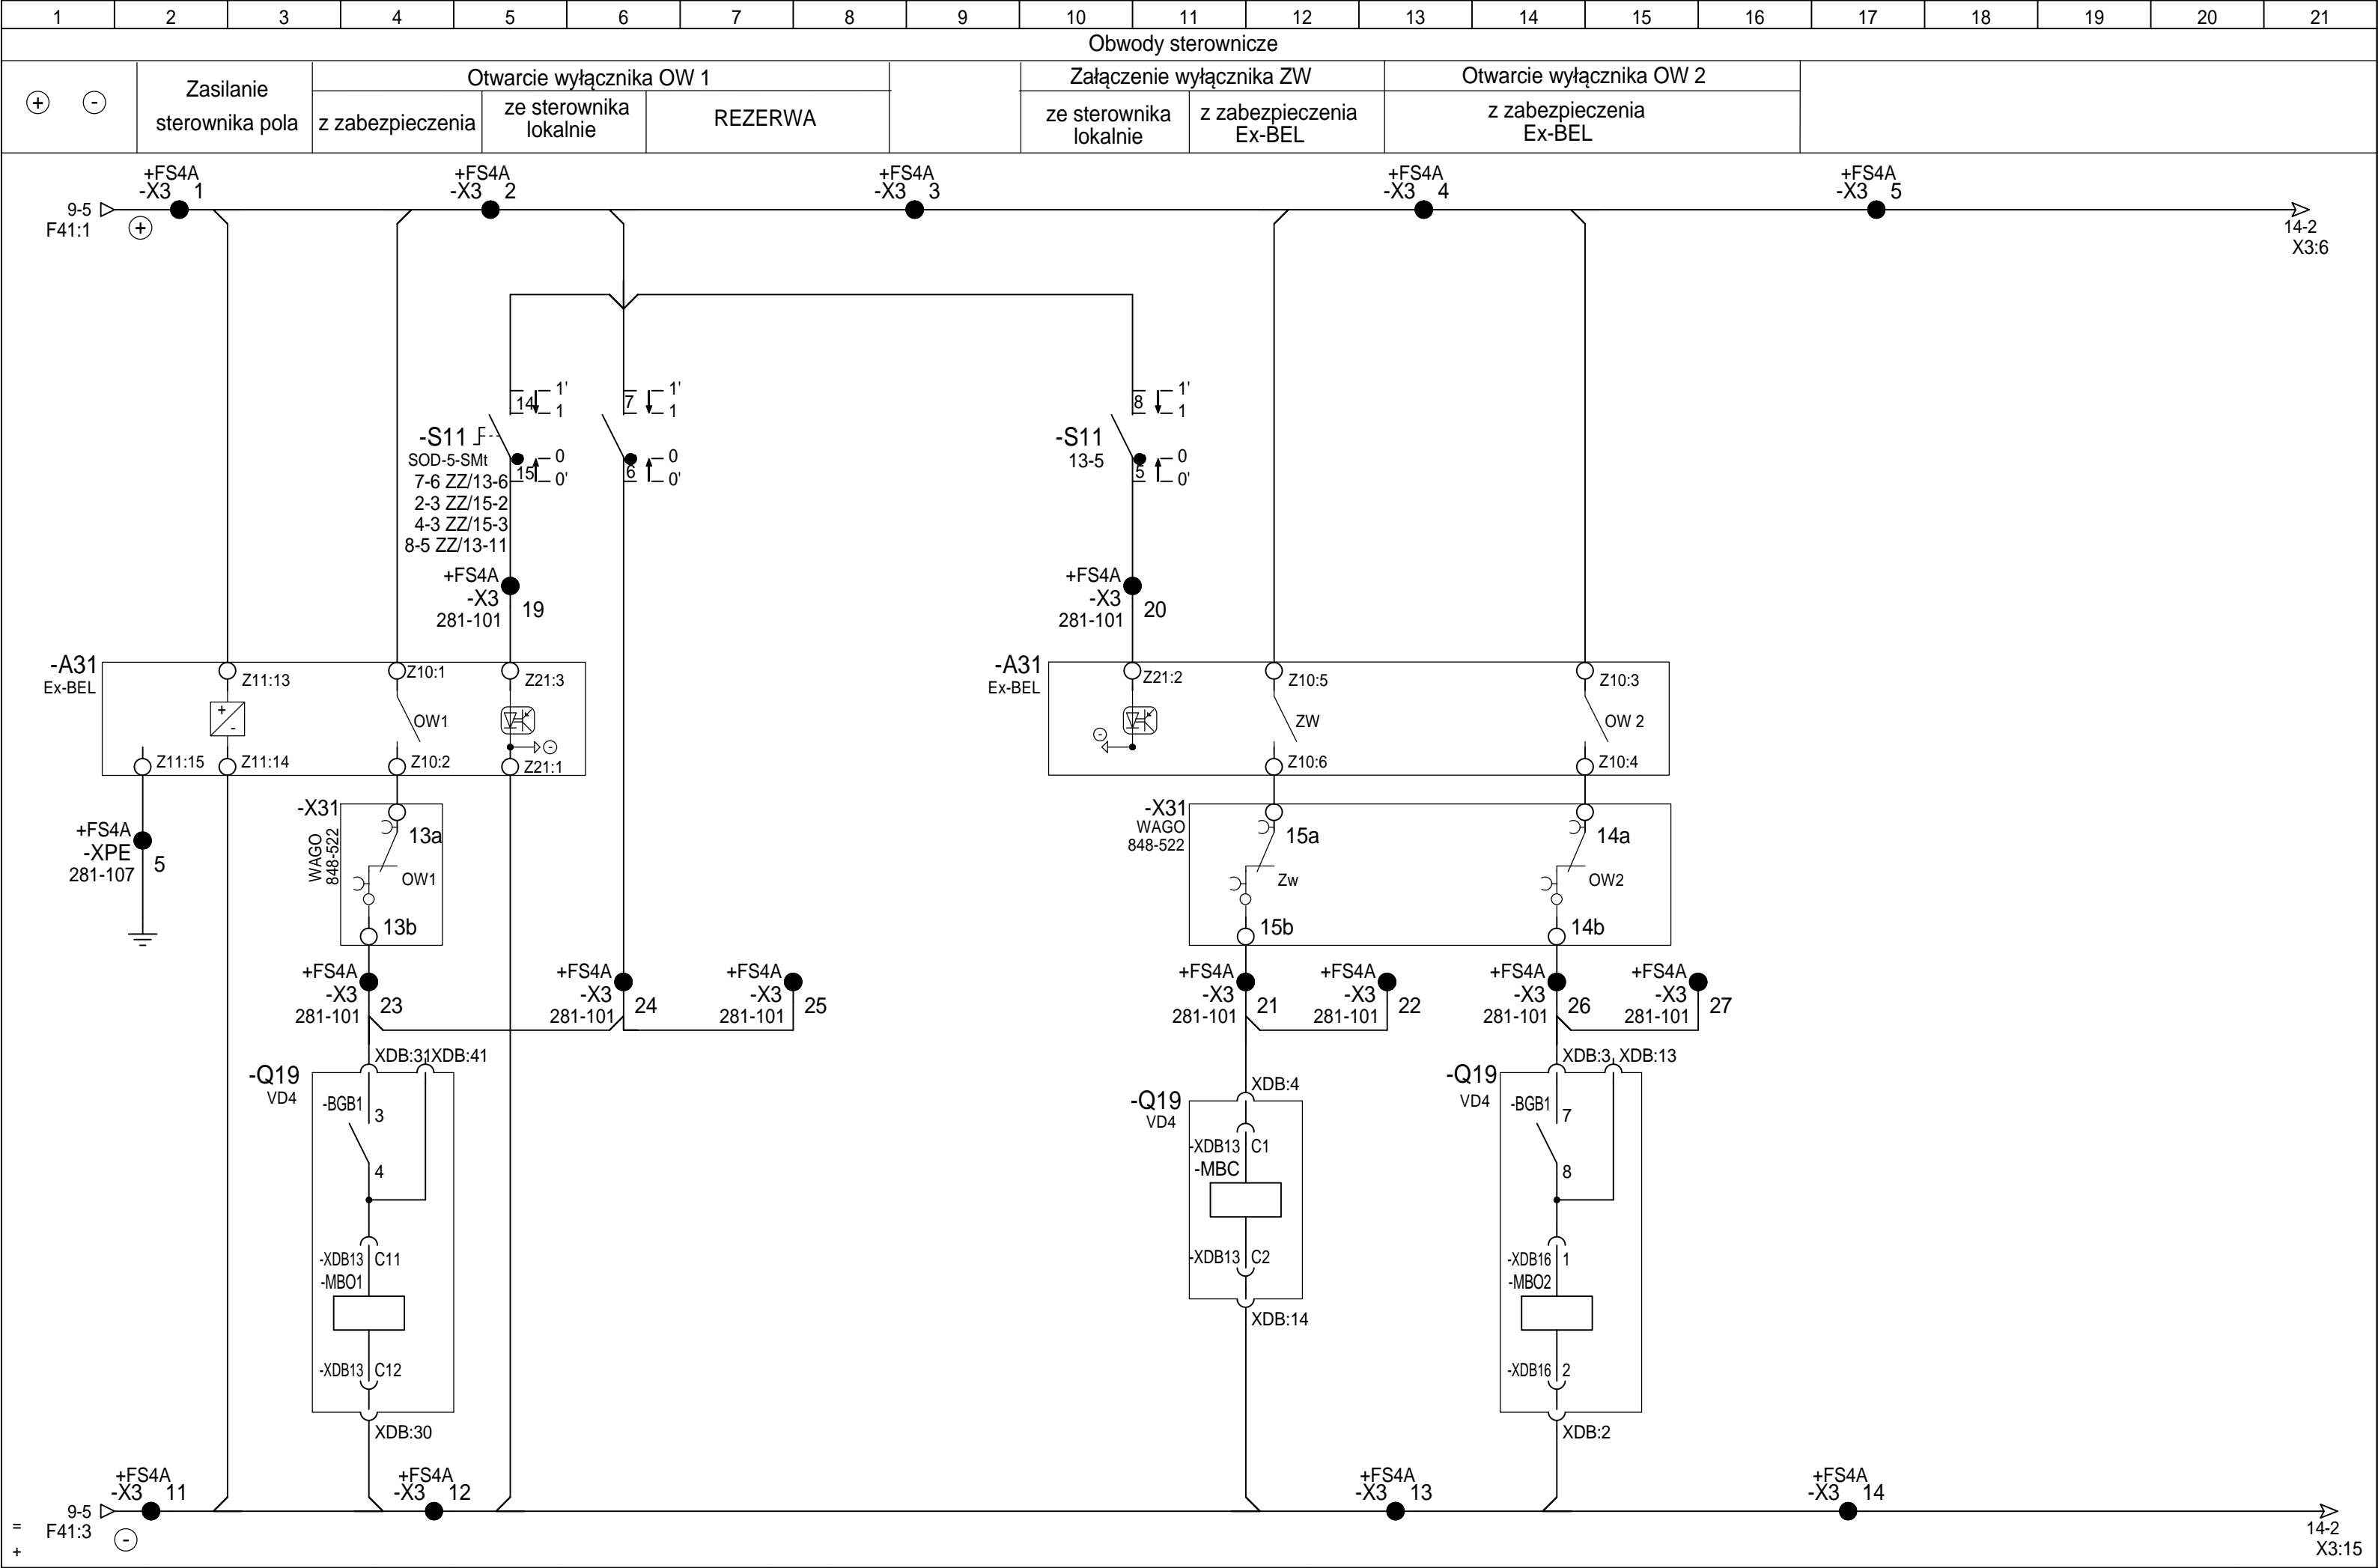 1 2 3 4 5 6 7 8 9 10 11 12 13 14 15 16 17 18 19 20 21
Obwody sterownicze
+ -
Zasilanie
sterownika pola
Otwarcie wyłącznika OW 1
z zabezpieczenia
ze sterownika
lokalnie
REZERWA
Załączenie wyłącznika ZW
ze sterownika
lokalnie
z zabezpieczenia
Ex-BEL
Otwarcie wyłącznika OW 2
z zabezpieczenia
Ex-BEL
9-5
F41:1
+
+FS4A
-X3 1
+FS4A
-X3 2
+FS4A
-X3 3
+FS4A
-X3 4
+FS4A
-X3 5
14-2
X3:6
14
1'
1
-S11
SOD-5-SMt
15
0
0'
7-6 ZZ/13-6
2-3 ZZ/15-2
4-3 ZZ/15-3
8-5 ZZ/13-11
7
1'
1
6
0
0'
8
1'
1
-S11
13-5
5
0
0'
+FS4A
-X3
281-101
19
+FS4A
-X3
281-101
20
-A31
Ex-BEL
Z11:13
+
-
Z11:15
Z11:14
Z10:1
OW1
Z10:2
Z21:3
-
Z21:1
-A31
Ex-BEL
Z21:2
-
Z10:5
ZW
Z10:6
Z10:3
OW 2
Z10:4
+FS4A
-XPE
281-107
5
-X31
WAGO
848-522
13a
OW1
13b
-X31
WAGO
848-522
15a
Zw
15b
14a
OW2
14b
+FS4A
-X3
281-101
23
+FS4A
-X3
281-101
24
+FS4A
-X3
281-101
25
+FS4A
-X3
281-101
21
+FS4A
-X3
281-101
22
+FS4A
-X3
281-101
26
+FS4A
-X3
281-101
27
XDB:31
XDB:41
-Q19
VD4
-BGB1
3
4
-XDB13 C11
-MBO1
-XDB13 C12
XDB:30
XDB:4
-Q19
VD4
-XDB13 C1
-MBC
-XDB13 C2
XDB:14
XDB:3
XDB:13
-Q19
VD4
-BGB1
7
8
-XDB16 1
-MBO2
-XDB16 2
XDB:2
9-5
F41:3
-
+FS4A
-X3 11
+FS4A
-X3 12
+FS4A
-X3 13
+FS4A
-X3 14
14-2
X3:15
=
+